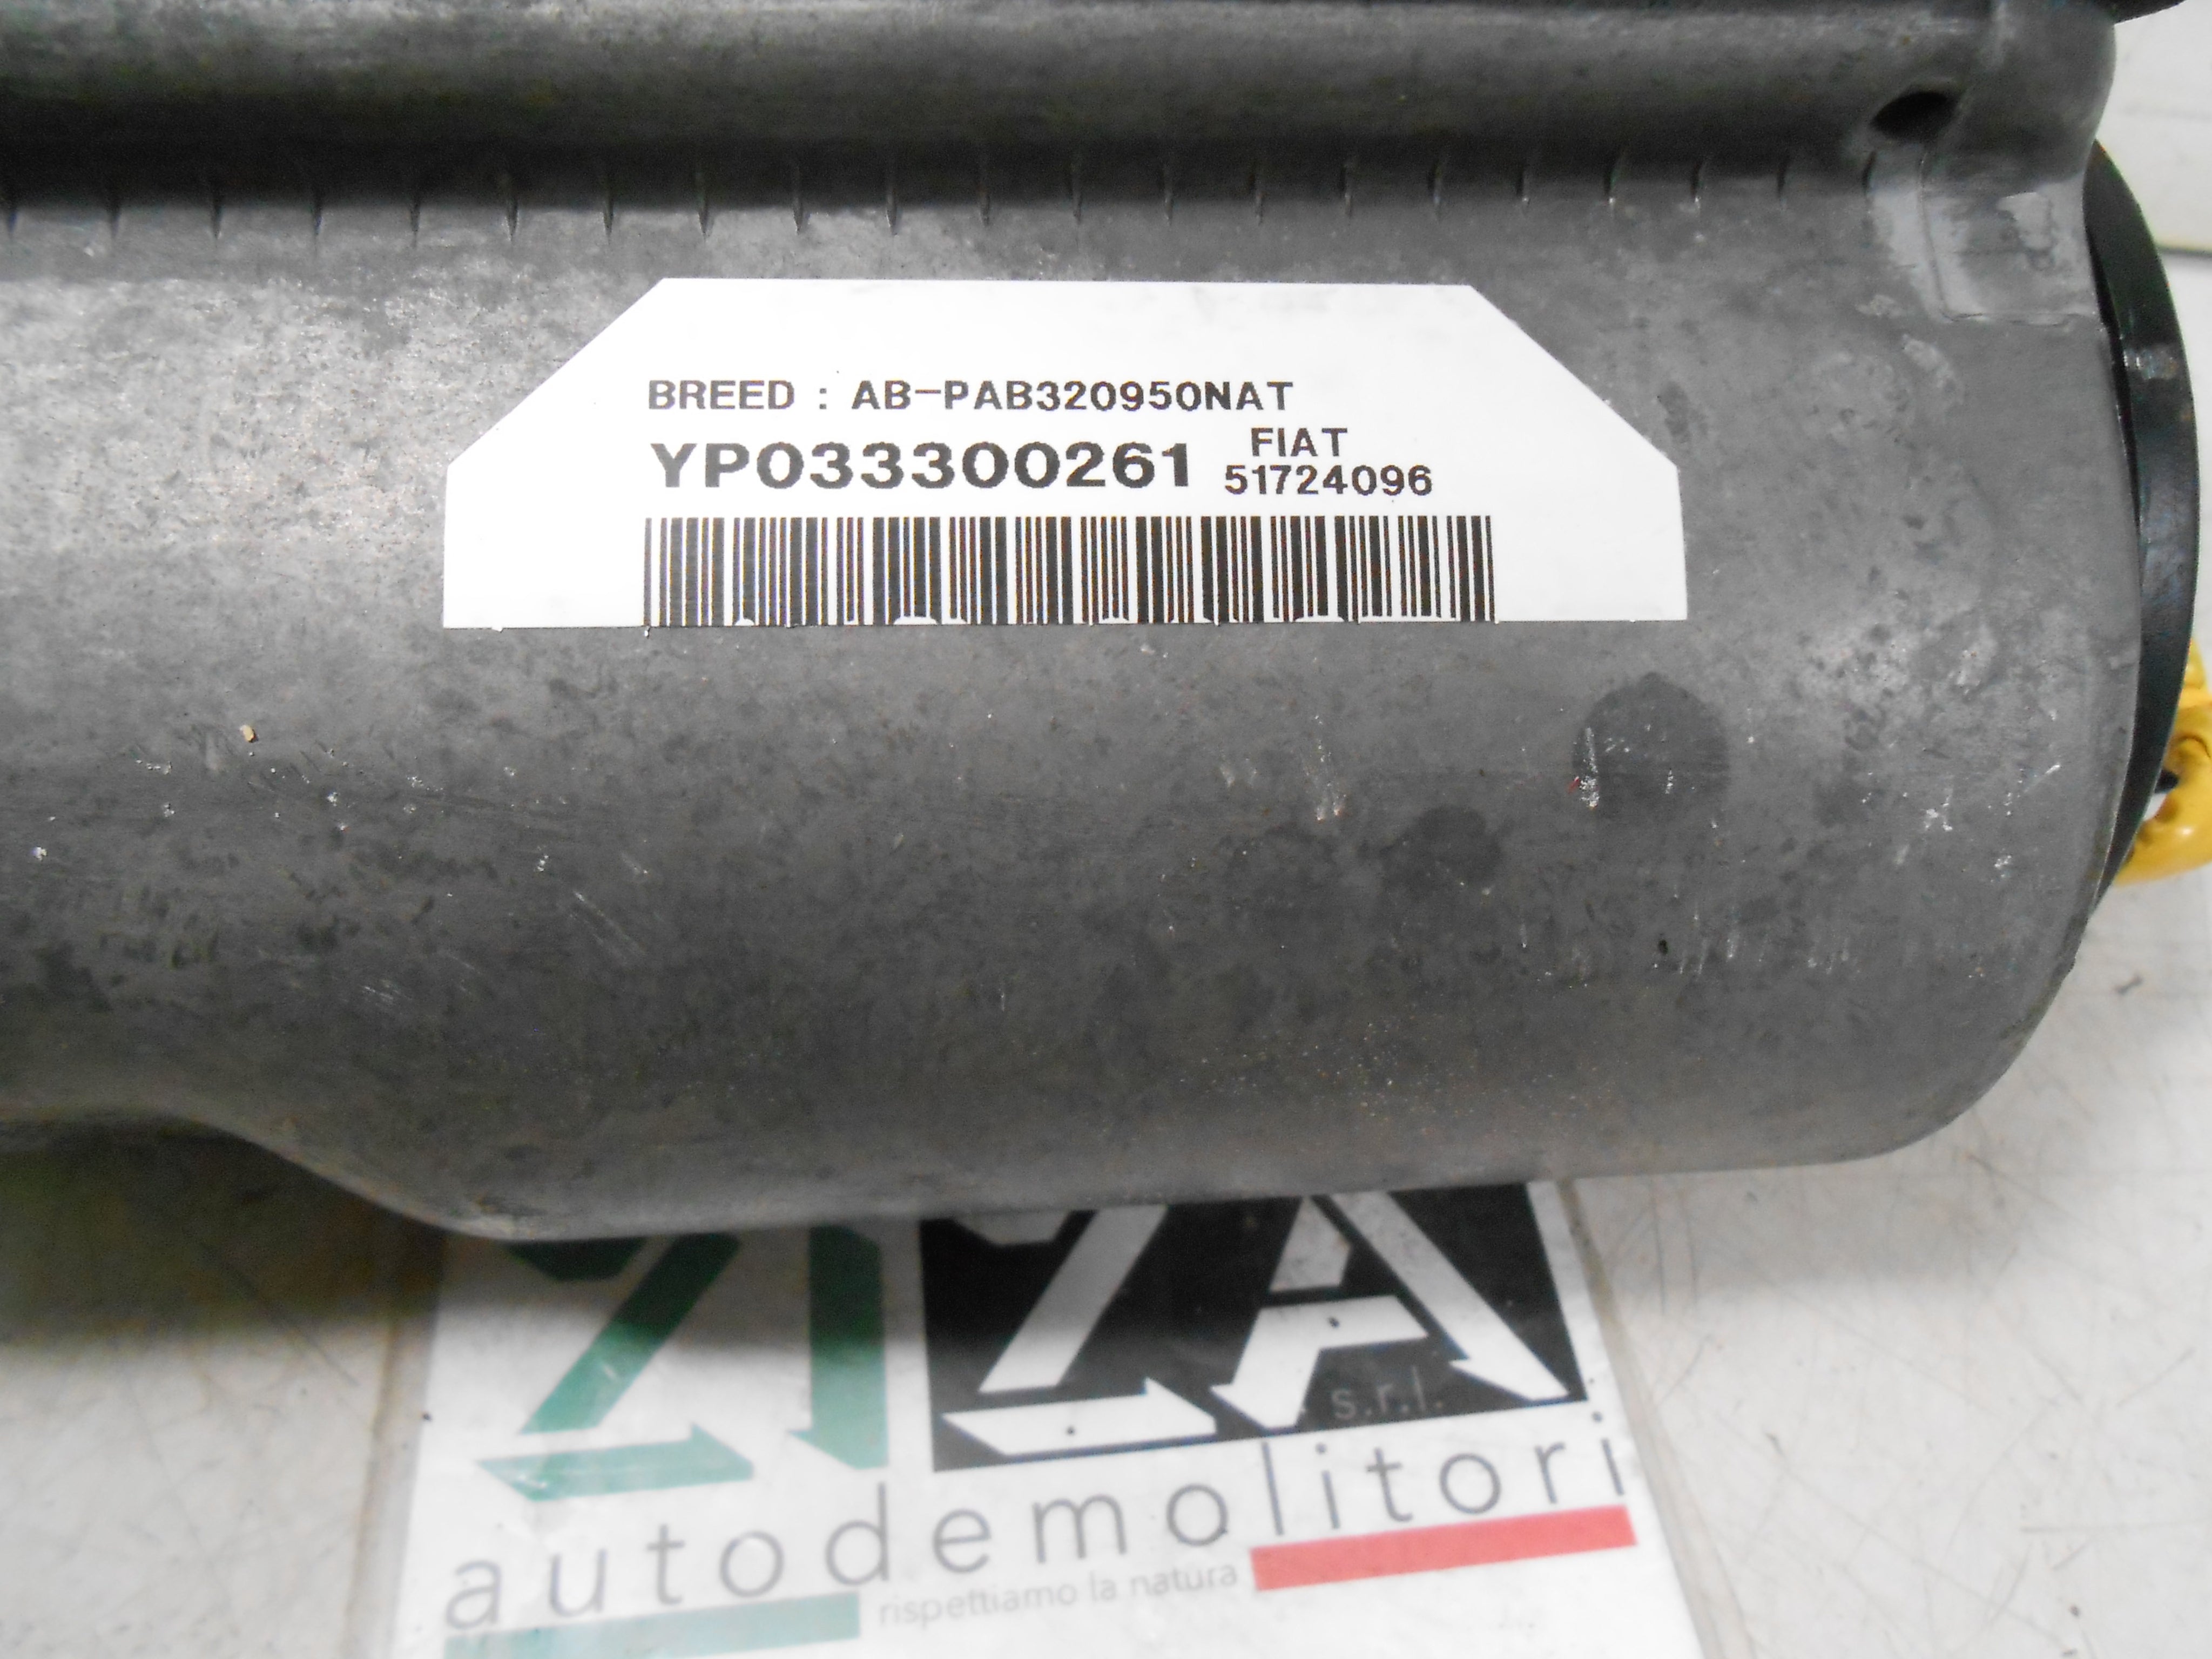 BREED : AB-PAB320950NAT
YP033300261
FIAT
51724096
s.r.l.
autodemolitori
rispettiamo la natura